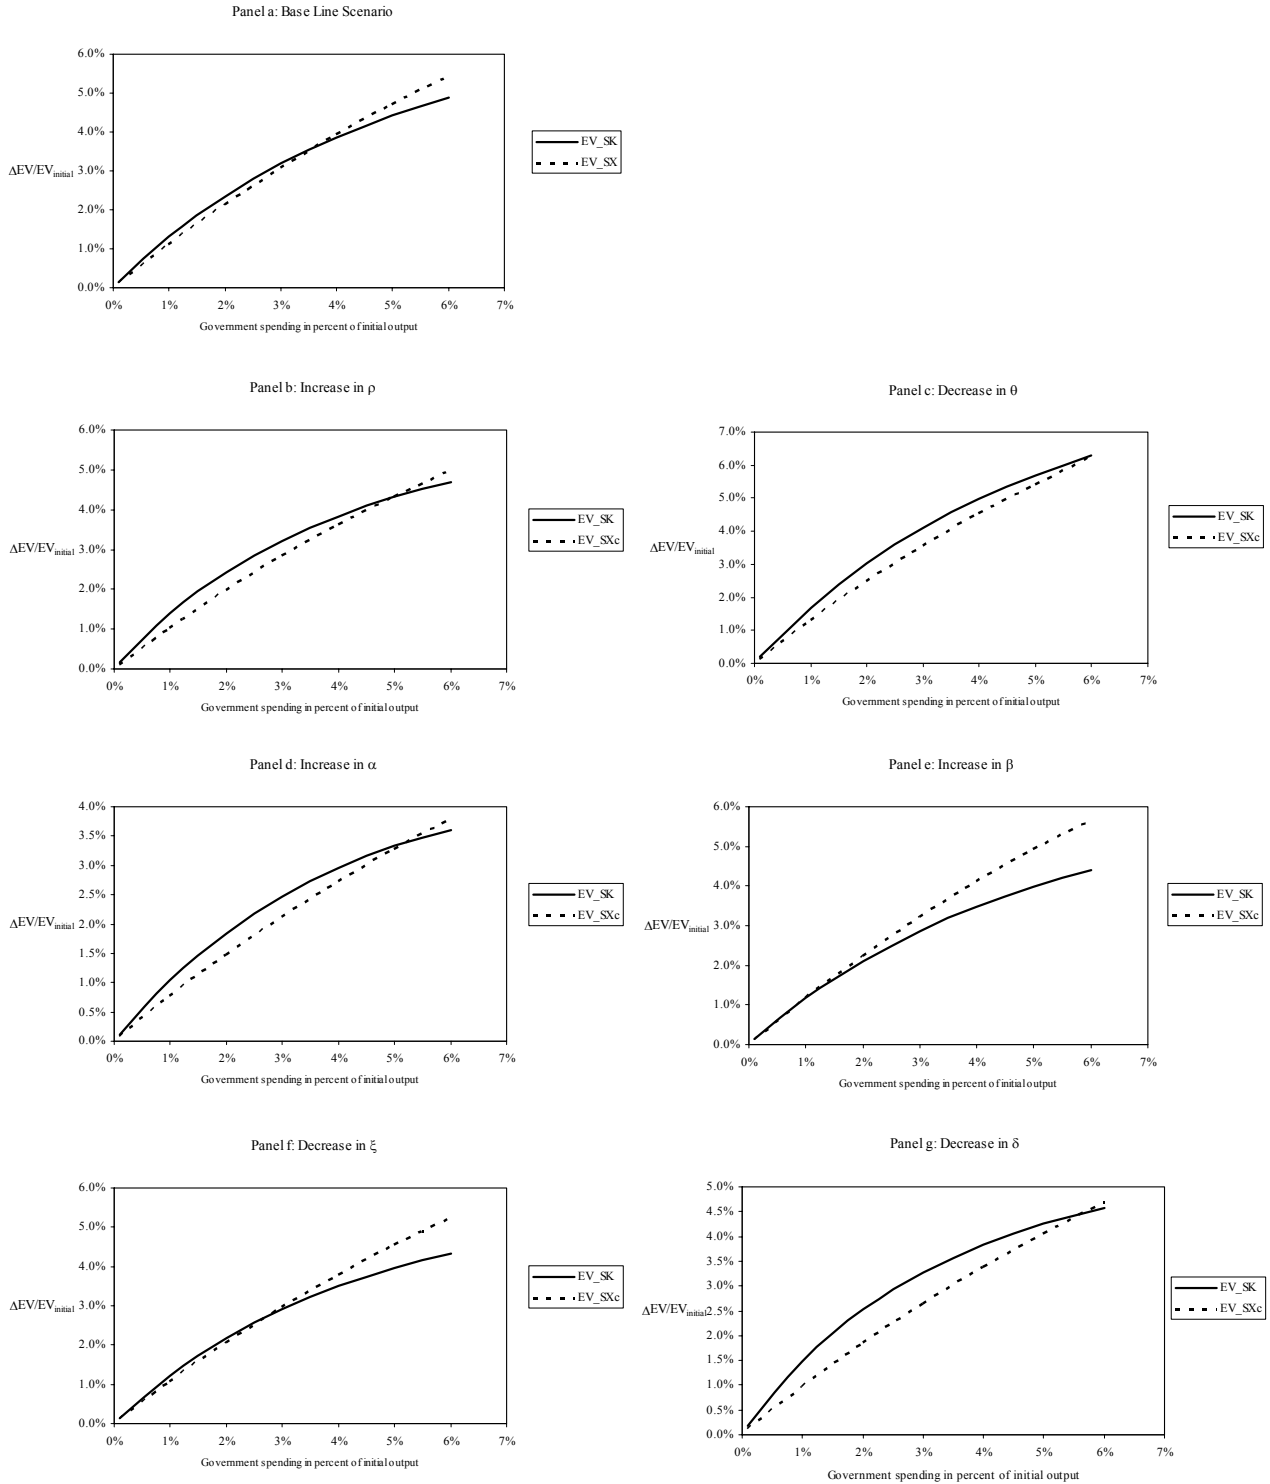 Panel a: Base Line Scenario
6.0%
5.0%
4.0%
3.0%
2.0%
1.0%
0.0%
ΔEV/EVinitial
0% 1% 2% 3% 4% 5% 6% 7%
Government spending in percent of initial output
EV_SK
EV_SX
Panel b: Increase in ρ
6.0%
5.0%
4.0%
3.0%
2.0%
1.0%
0.0%
ΔEV/EVinitial
0% 1% 2% 3% 4% 5% 6% 7%
Government spending in percent of initial output
EV_SK
EV_SXc
Panel c: Decrease in θ
7.0%
6.0%
5.0%
4.0%
3.0%
2.0%
1.0%
0.0%
ΔEV/EVinitial
0% 1% 2% 3% 4% 5% 6% 7%
Government spending in percent of initial output
EV_SK
EV_SXc
Panel d: Increase in α
4.0%
3.5%
3.0%
2.5%
2.0%
1.5%
1.0%
0.5%
0.0%
ΔEV/EVinitial
0% 1% 2% 3% 4% 5% 6% 7%
Government spending in percent of initial output
EV_SK
EV_SXc
Panel e: Increase in β
6.0%
5.0%
4.0%
3.0%
2.0%
1.0%
0.0%
ΔEV/EVinitial
0% 1% 2% 3% 4% 5% 6% 7%
Government spending in percent of initial output
EV_SK
EV_SXc
Panel f: Decrease in ξ
6.0%
5.0%
4.0%
3.0%
2.0%
1.0%
0.0%
ΔEV/EVinitial
0% 1% 2% 3% 4% 5% 6% 7%
Government spending in percent of initial output
EV_SK
EV_SXc
Panel g: Decrease in δ
5.0%
4.5%
4.0%
3.5%
3.0%
2.5%
2.0%
1.5%
1.0%
0.5%
0.0%
ΔEV/EVinitial
0% 1% 2% 3% 4% 5% 6% 7%
Government spending in percent of initial output
EV_SK
EV_SXc